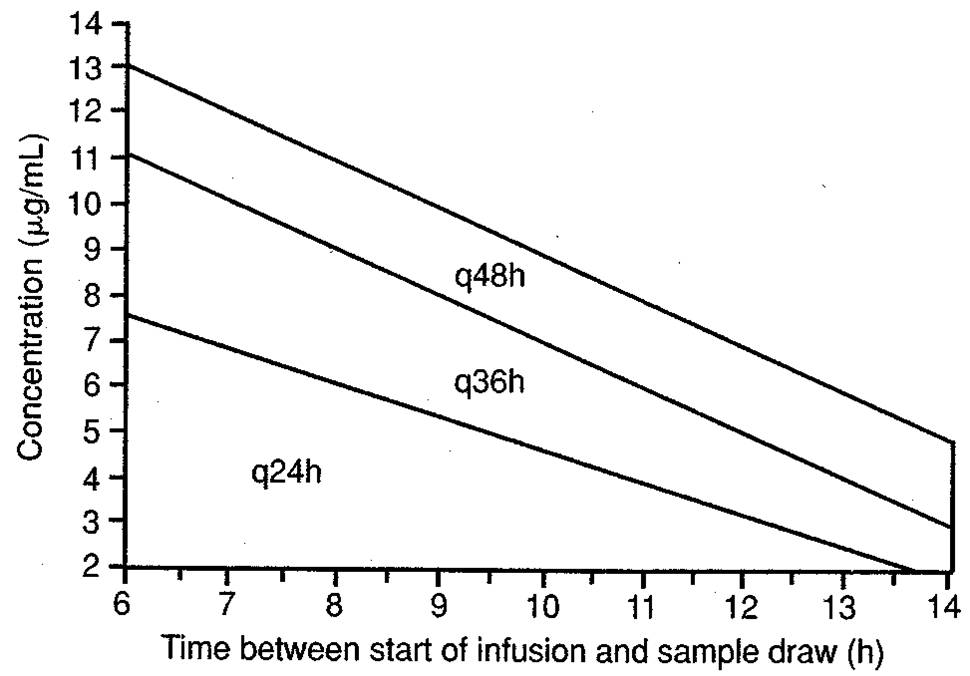 14
13
12
11
10
9
8
7
6
5
4
3
2
Concentration (µg/mL)
q48h
q36h
q24h
6 7 8 9 10 11 12 13 14
Time between start of infusion and sample draw (h)